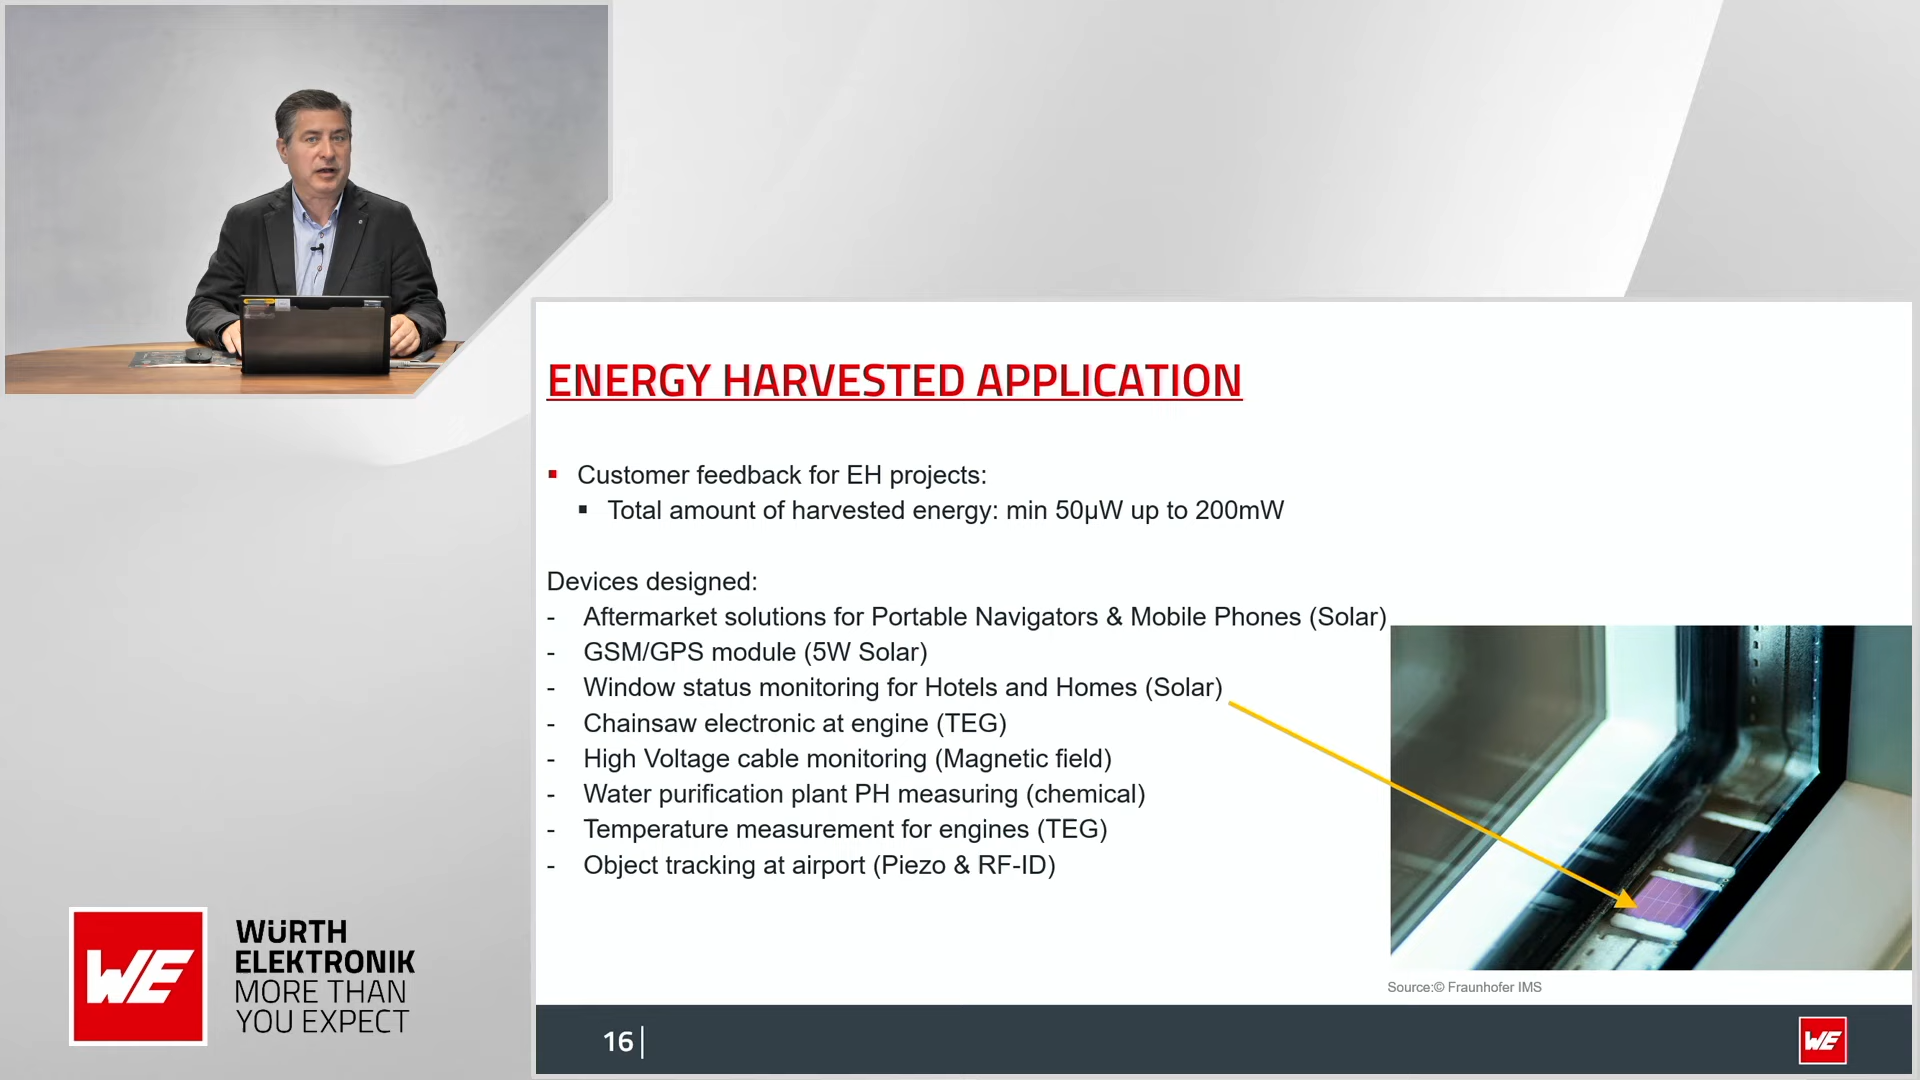 ENERGY HARVESTED APPLICATION
▪ Customer feedback for EH projects:
▪ Total amount of harvested energy: min 50µW up to 200mW
Devices designed:
- Aftermarket solutions for Portable Navigators & Mobile Phones (Solar)
- GSM/GPS module (5W Solar)
- Window status monitoring for Hotels and Homes (Solar)
- Chainsaw electronic at engine (TEG)
- High Voltage cable monitoring (Magnetic field)
- Water purification plant PH measuring (chemical)
- Temperature measurement for engines (TEG)
- Object tracking at airport (Piezo & RF-ID)
Source:© Fraunhofer IMS
16|
WE
WE
WÜRTH
ELEKTRONIK
MORE THAN
YOU EXPECT